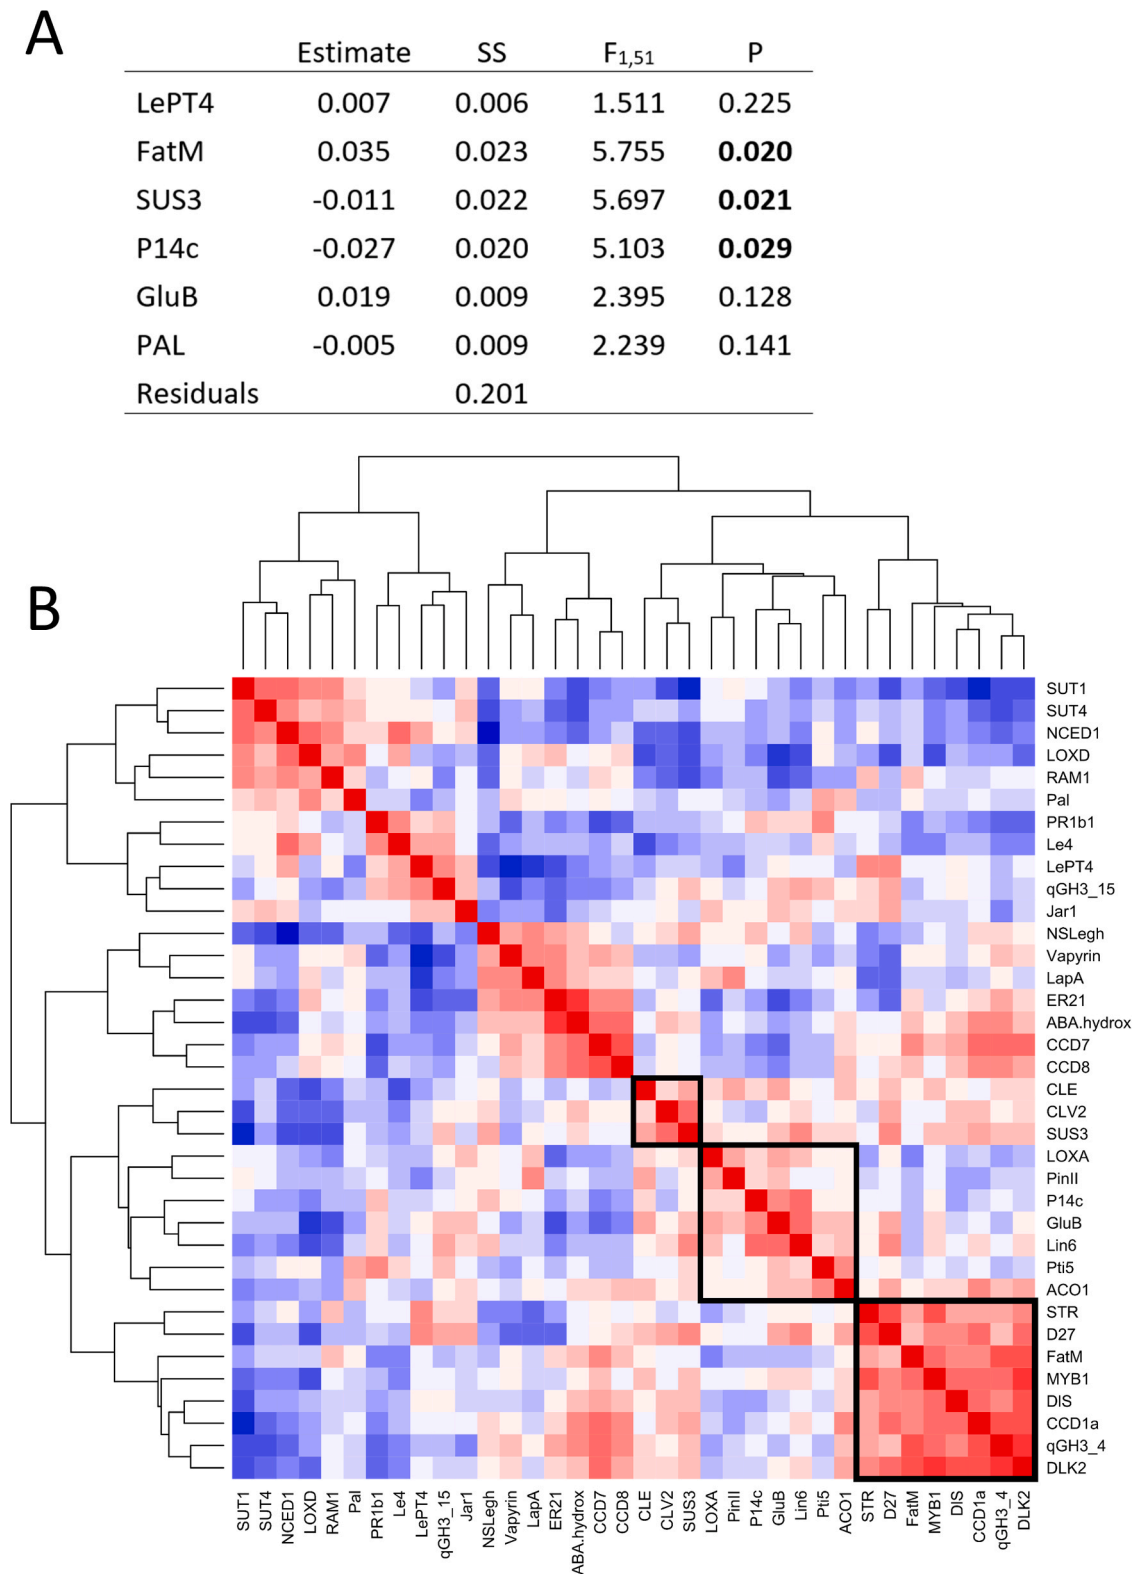 A
Estimate SS F1,51 P
LePT4 0.007 0.006 1.511 0.225
FatM 0.035 0.023 5.755 0.020
SUS3 -0.011 0.022 5.697 0.021
P14c -0.027 0.020 5.103 0.029
GluB 0.019 0.009 2.395 0.128
PAL -0.005 0.009 2.239 0.141
Residuals 0.201
B
SUT1
SUT4
NCED1
LOXD
RAM1
Pal
PR1b1
Le4
LePT4
qGH3_15
Jar1
NSLegh
Vapyrin
LapA
ER21
ABA.hydrox
CCD7
CCD8
CLE
CLV2
SUS3
LOXA
PinII
P14c
GluB
Lin6
Pti5
ACO1
STR
D27
FatM
MYB1
DIS
CCD1a
qGH3_4
DLK2
SUT1
SUT4
NCED1
LOXD
RAM1
Pal
PR1b1
Le4
LePT4
qGH3_15
Jar1
NSLegh
Vapyrin
LapA
ER21
ABA.hydrox
CCD7
CCD8
CLE
CLV2
SUS3
LOXA
PinII
P14c
GluB
Lin6
Pti5
ACO1
STR
D27
FatM
MYB1
DIS
CCD1a
qGH3_4
DLK2